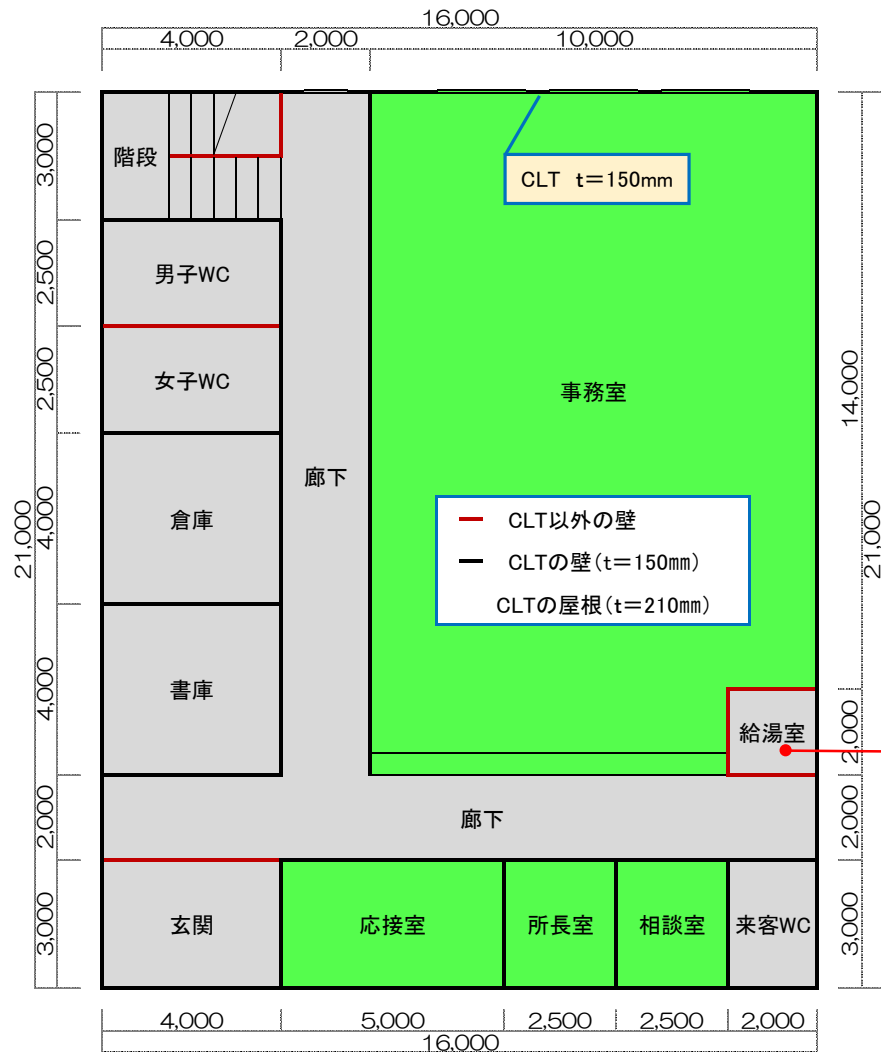 16,000
4,000
2,000
10,000
階段
CLT t=150mm
男子WC
女子WC
事務室
廊下
倉庫
CLT以外の壁
CLTの壁(t=150mm)
CLTの屋根(t=210mm)
書庫
給湯室
廊下
玄関
応接室
所長室
相談室
来客WC
21,000
3,000
2,500
2,500
4,000
4,000
2,000
3,000
14,000
2,000
2,000
3,000
21,000
4,000
5,000
2,500
2,500
2,000
16,000